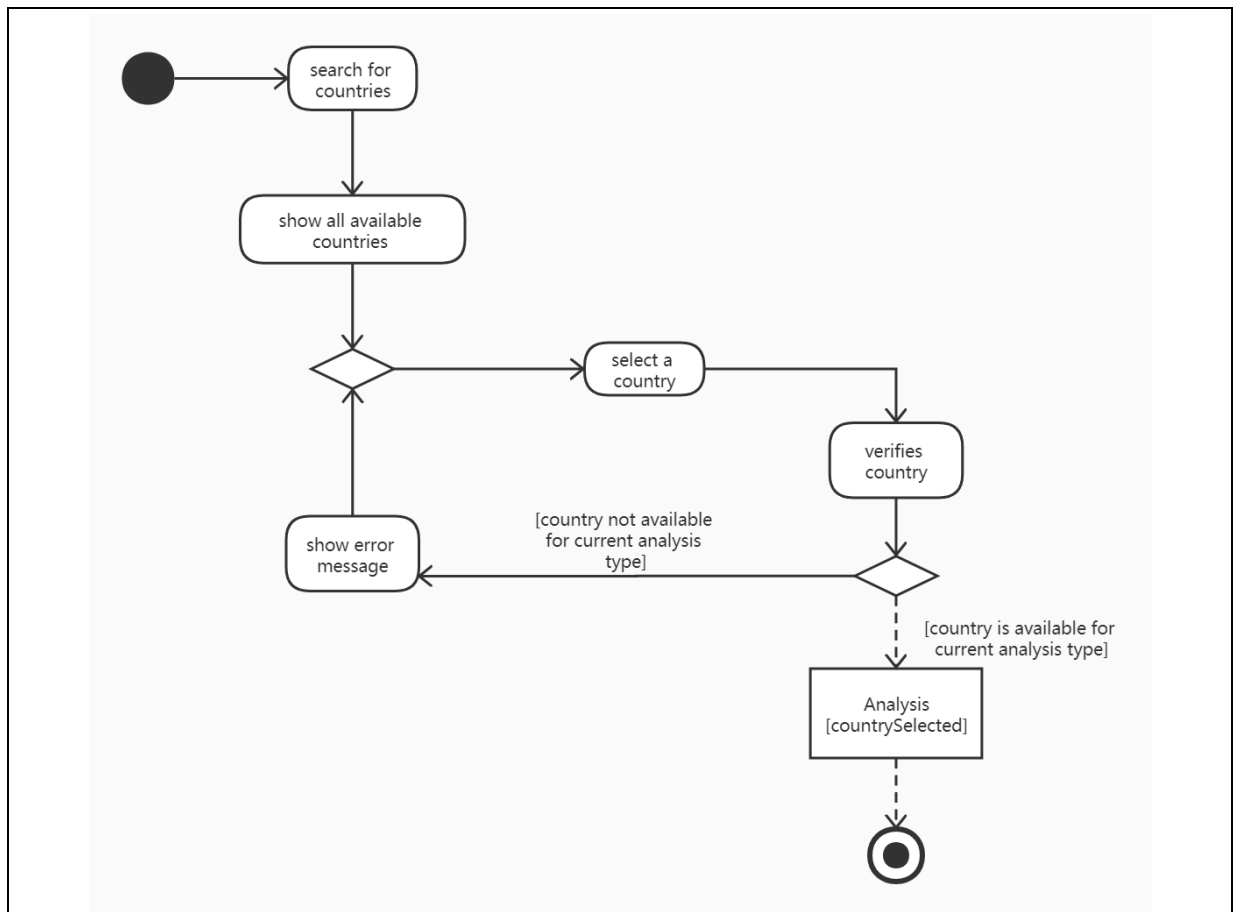 search for
countries
show all available
countries
select a
country
verifies
country
[country not available
for current analysis
type]
show error
message
[country is available for
current analysis type]
Analysis
[countrySelected]